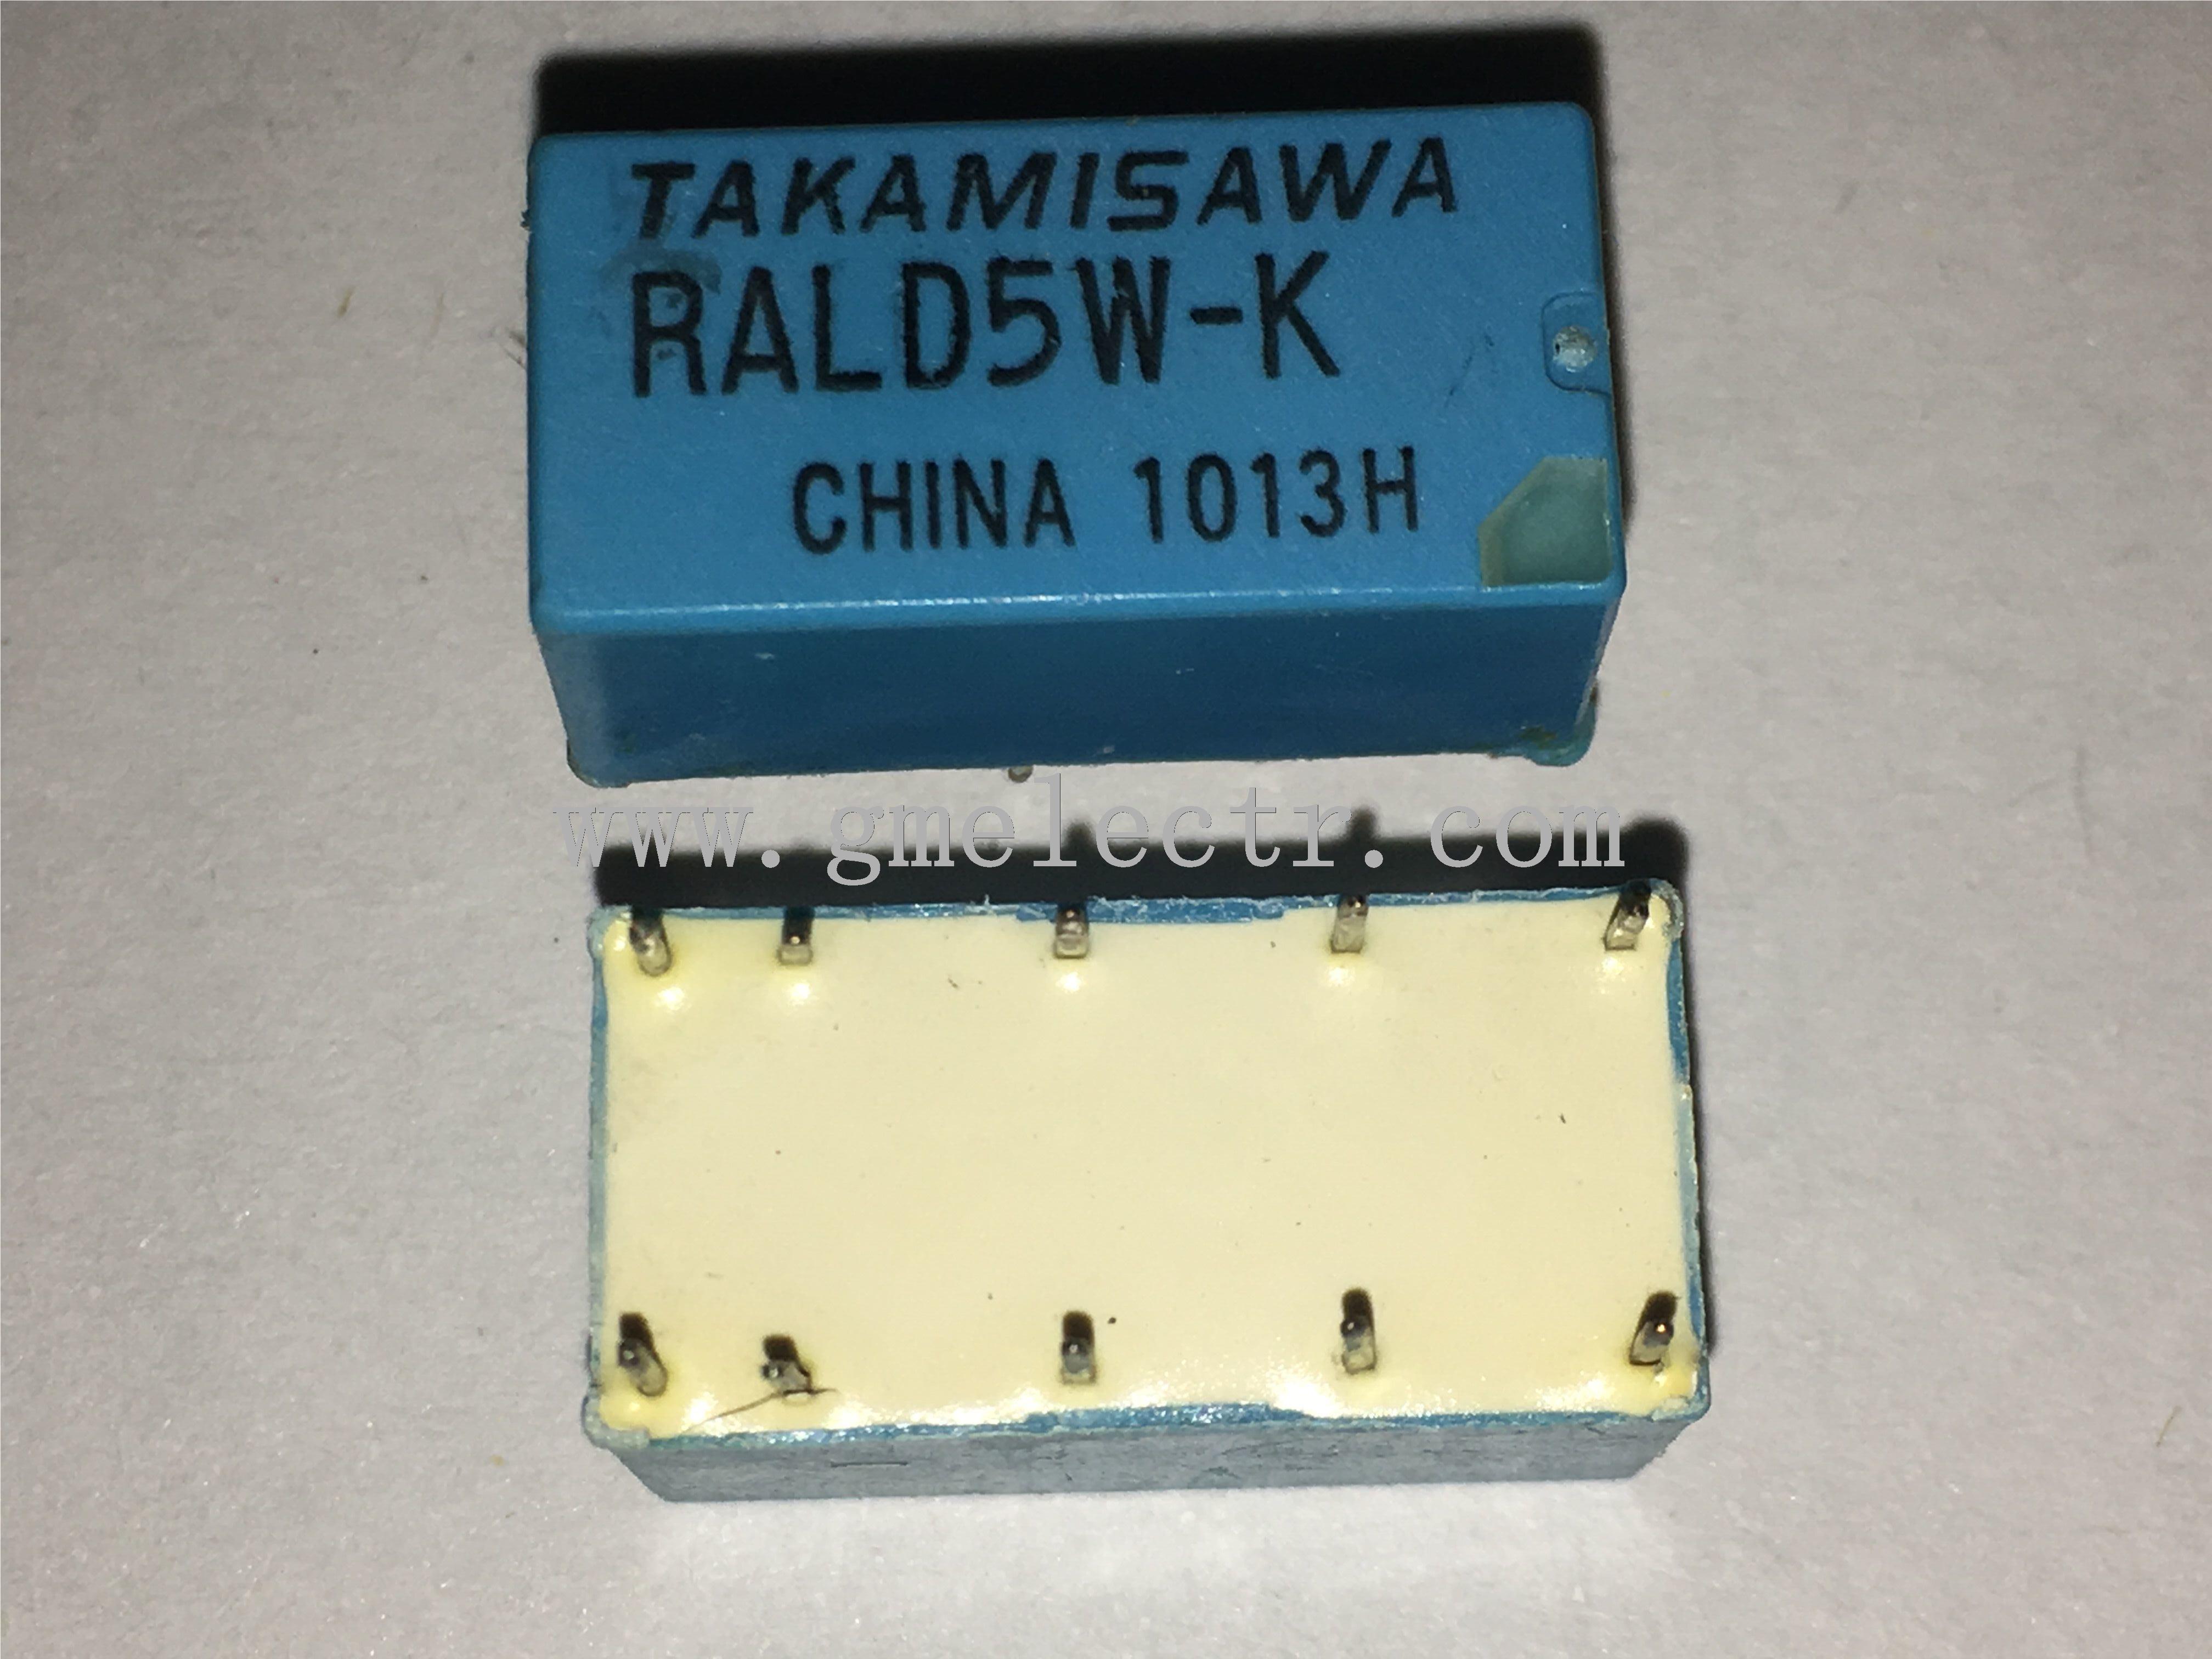 TAKAMISAWA
RALD5W-K
CHINA 1013H
www.gmelectr.com